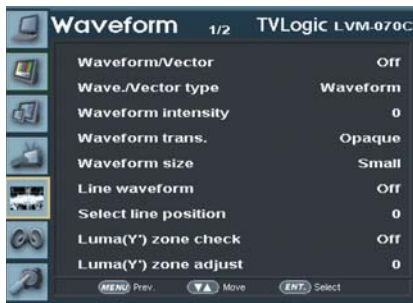 Waveform 1/2 TVLogic LVM-070C
Waveform/Vector Off
Wave./Vector type Waveform
Waveform intensity 0
Waveform trans. Opaque
Waveform size Small
Line waveform Off
Select line position 0
Luma(Y') zone check Off
Luma(Y') zone adjust 0
MENU Prev. ▼▲ Move ENT. Select